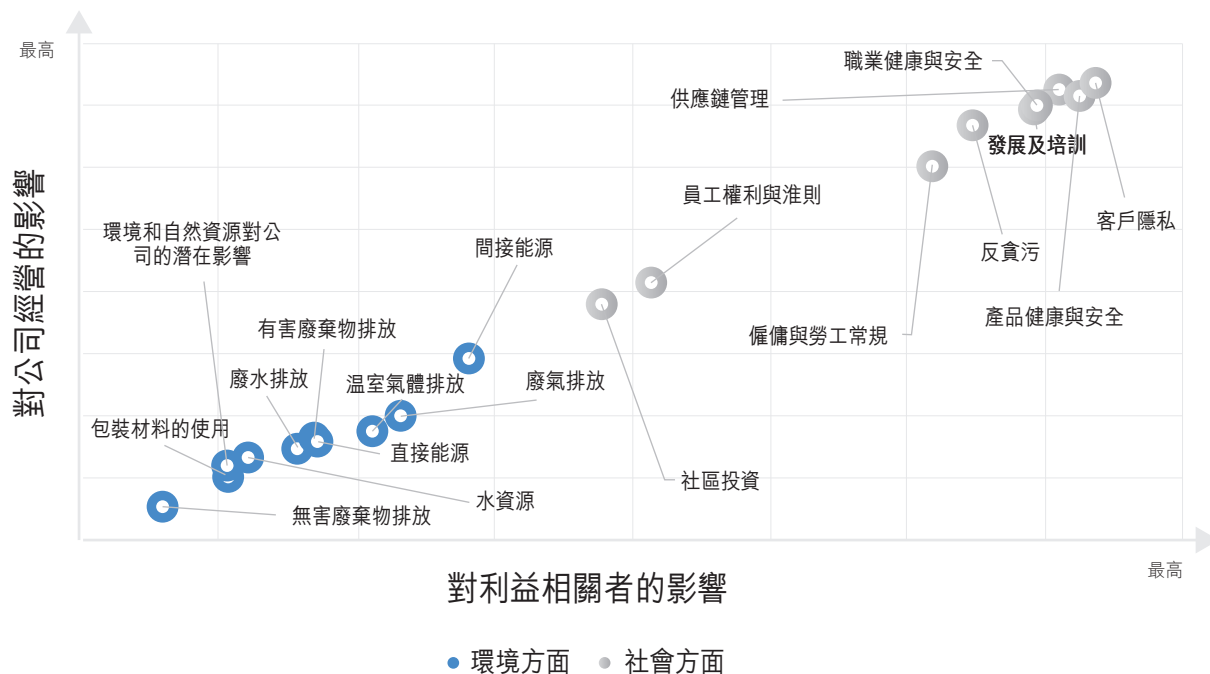 最高
職業健康與安全
供應鏈管理
發展及培訓
員工權利與淮則
客戶隱私
環境和自然資源對公
司的潛在影響
間接能源
反貪污
產品健康與安全
有害廢棄物排放
僱傭與勞工常規
廢水排放
温室氣體排放
廢氣排放
包裝材料的使用
直接能源
社區投資
水資源
無害廢棄物排放
對公司經營的影響
最高
對利益相關者的影響
環境方面
社會方面